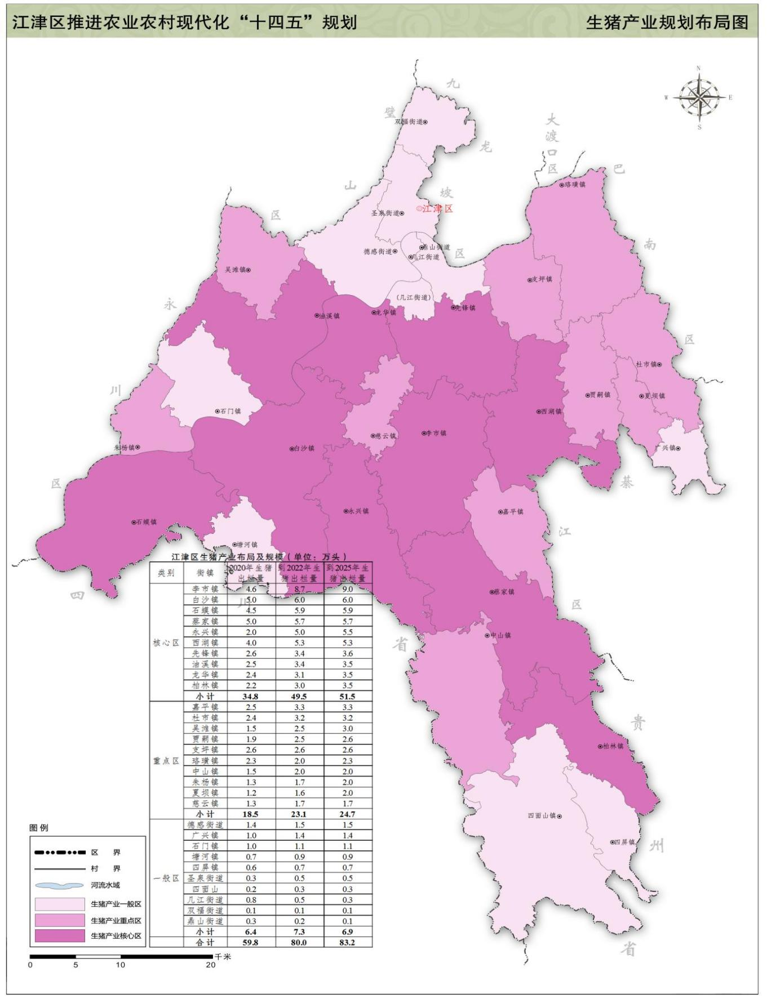 江津区推进农业农村现代化“十四五”规划
生猪产业规划布局图
N
W
E
S
九
璧
双福街道
龙
大
渡
口
区
巴
珞璜镇
山
坡
江津区
圣泉街道
区
德感街道
鼎山街道
几江街道
区
南
吴滩镇
支坪镇
(几江街道)
永
油溪镇
龙华镇
先锋镇
区
杜市镇
川
贾嗣镇
夏坝镇
石门镇
西湖镇
慈云镇
李市镇
朱杨镇
白沙镇
广兴镇
区
綦
永兴镇
嘉平镇
石蟆镇
江
塘河镇
四
川
蔡家镇
区
省
中山镇
贵
柏林镇
四面山镇
四屏镇
州
省
江津区生猪产业布局及规模(单位:万头)
类别 街镇 2020年生猪出栏量 到2022年生猪出栏量 到2025年生猪出栏量
核心区
李市镇 4.6 8.7 9.0
白沙镇 5.0 6.0 6.0
石蟆镇 4.5 5.9 5.9
蔡家镇 5.0 5.7 5.7
永兴镇 2.0 5.0 5.5
西湖镇 4.0 5.3 5.3
先锋镇 2.6 3.4 3.6
油溪镇 2.5 3.4 3.5
龙华镇 2.4 3.1 3.5
柏林镇 2.2 3.0 3.5
小计 34.8 49.5 51.5
重点区
嘉平镇 2.5 3.3 3.3
杜市镇 2.4 3.2 3.2
吴滩镇 1.5 2.5 3.0
贾嗣镇 1.9 2.5 2.6
支坪镇 2.6 2.6 2.6
珞璜镇 2.3 2.0 2.3
中山镇 1.5 2.0 2.0
朱杨镇 1.3 1.7 2.0
夏坝镇 1.2 1.6 2.0
慈云镇 1.3 1.7 1.7
小计 18.5 23.1 24.7
一般区
德感街道 1.4 1.5 1.5
广兴镇 1.0 1.4 1.4
石门镇 1.0 1.1 1.1
塘河镇 0.7 0.9 0.9
四屏镇 0.6 0.7 0.7
圣泉街道 0.3 0.5 0.5
四面山 0.2 0.3 0.3
几江街道 0.8 0.5 0.3
双福街道 0.1 0.1 0.1
鼎山街道 0.3 0.2 0.1
小计 6.4 7.3 6.9
合计 59.8 80.0 83.2
图例
区 界
村 界
河流水域
生猪产业一般区
生猪产业重点区
生猪产业核心区
千米
0 5 10 20